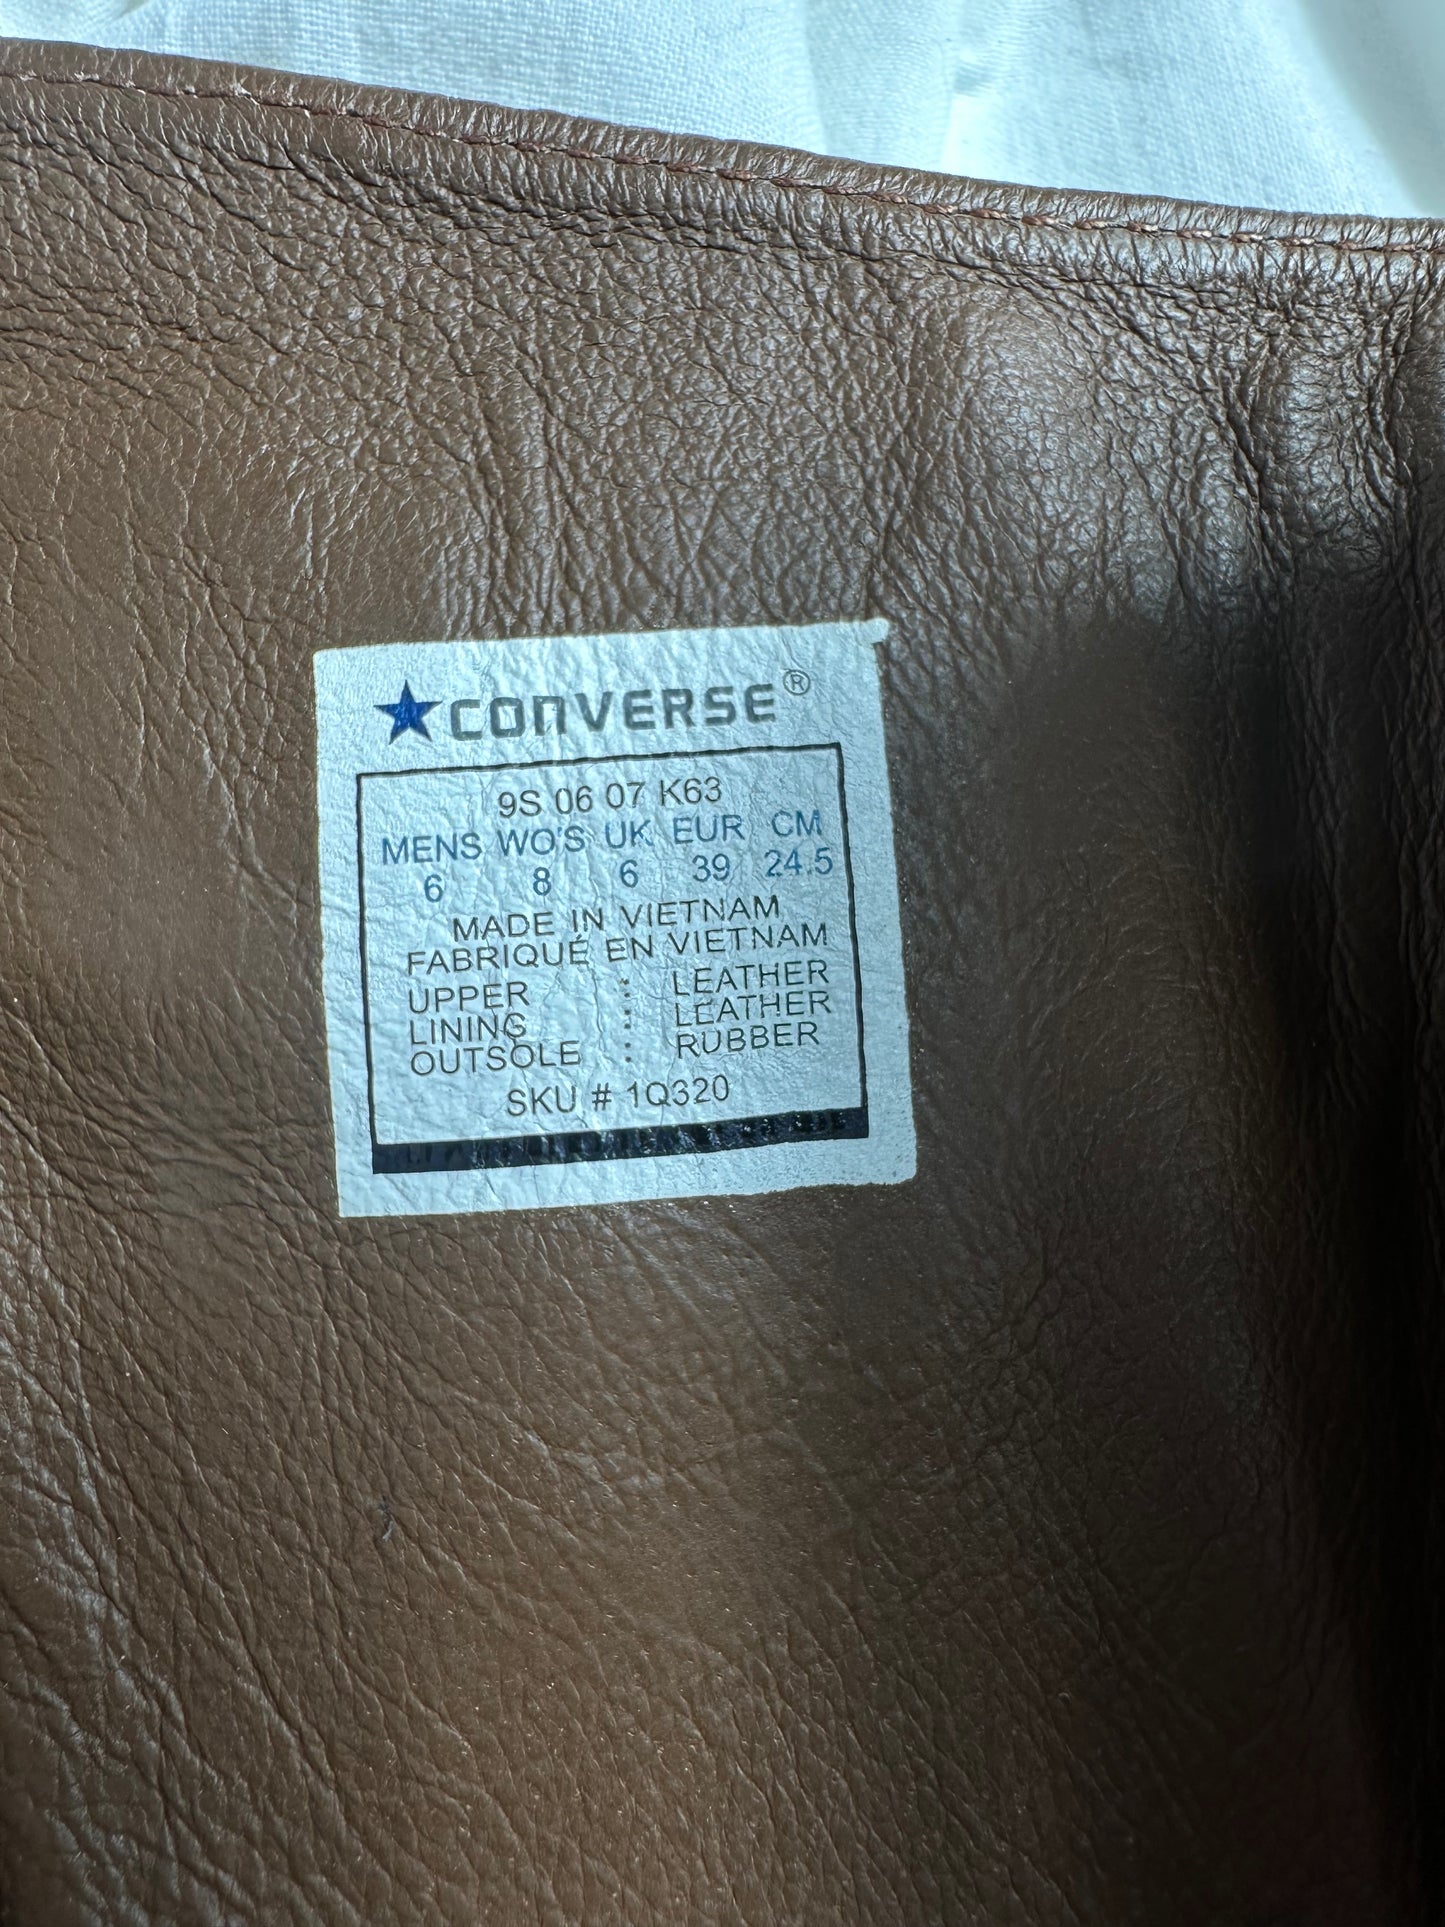 CONVERSE®
9S 06 07 K63
MENS WO'S UK EUR CM
6 8 6 39 24.5
MADE IN VIETNAM
FABRIQUÉ EN VIETNAM
UPPER : LEATHER
LINING : LEATHER
OUTSOLE : RUBBER
SKU # 1Q320